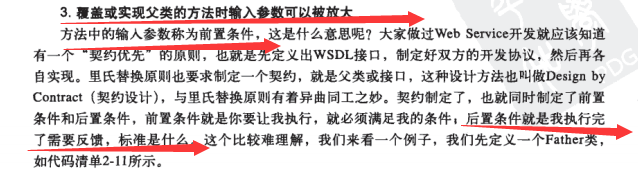 3. 覆盖或实现父类的方法时输入参数可以被放大
方法中的输入参数称为前置条件，这是什么意思呢？大家做过Web Service开发就应该知道
有一个“契约优先”的原则，也就是先定义出WSDL接口，制定好双方的开发协议，然后再各
自实现。里氏替换原则也要求制定一个契约，就是父类或接口，这种设计方法也叫做Design by
Contract（契约设计），与里氏替换原则有着异曲同工之妙。契约制定了，也就同时制定了前置
条件和后置条件，前置条件就是你要让我执行，就必须满足我的条件；后置条件就是我执行完
了需要反馈，标准是什么。这个比较难理解，我们来看一个例子，我们先定义一个Father类，
如代码清单2-11所示。